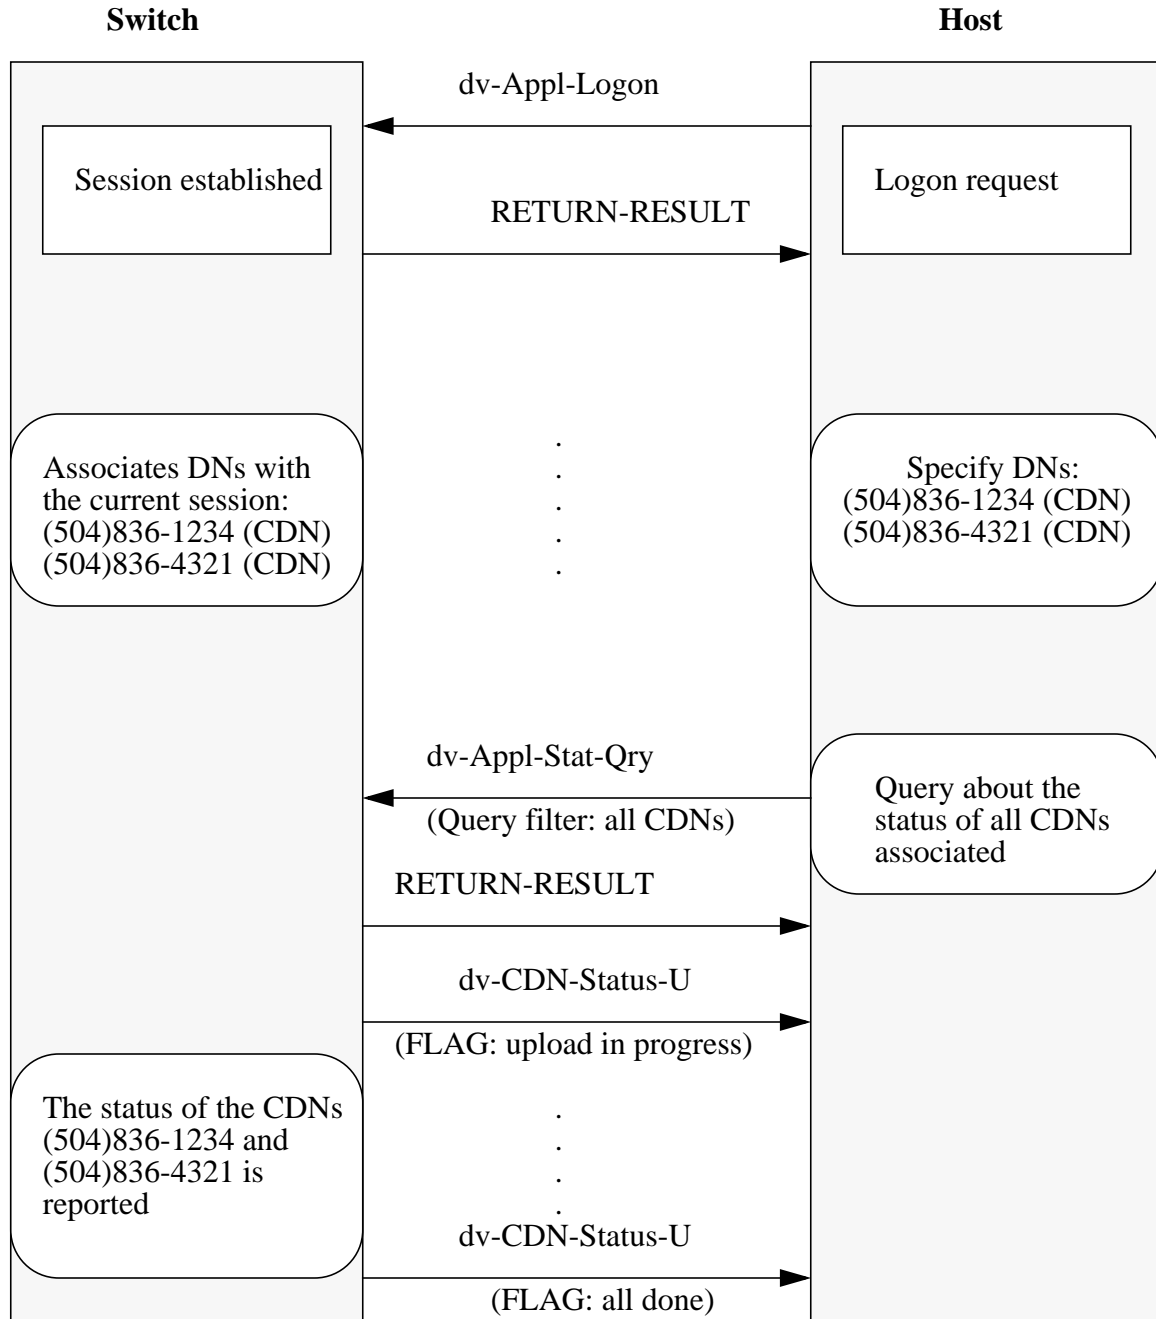 Switch
Host
dv-Appl-Logon
Session established
Logon request
RETURN-RESULT
Associates DNs with
the current session:
(504)836-1234 (CDN)
(504)836-4321 (CDN)
.
.
.
.
.
Specify DNs:
(504)836-1234 (CDN)
(504)836-4321 (CDN)
dv-Appl-Stat-Qry
(Query filter: all CDNs)
Query about the
status of all CDNs
associated
RETURN-RESULT
dv-CDN-Status-U
(FLAG: upload in progress)
The status of the CDNs
(504)836-1234 and
(504)836-4321 is
reported
.
.
.
.
dv-CDN-Status-U
(FLAG: all done)